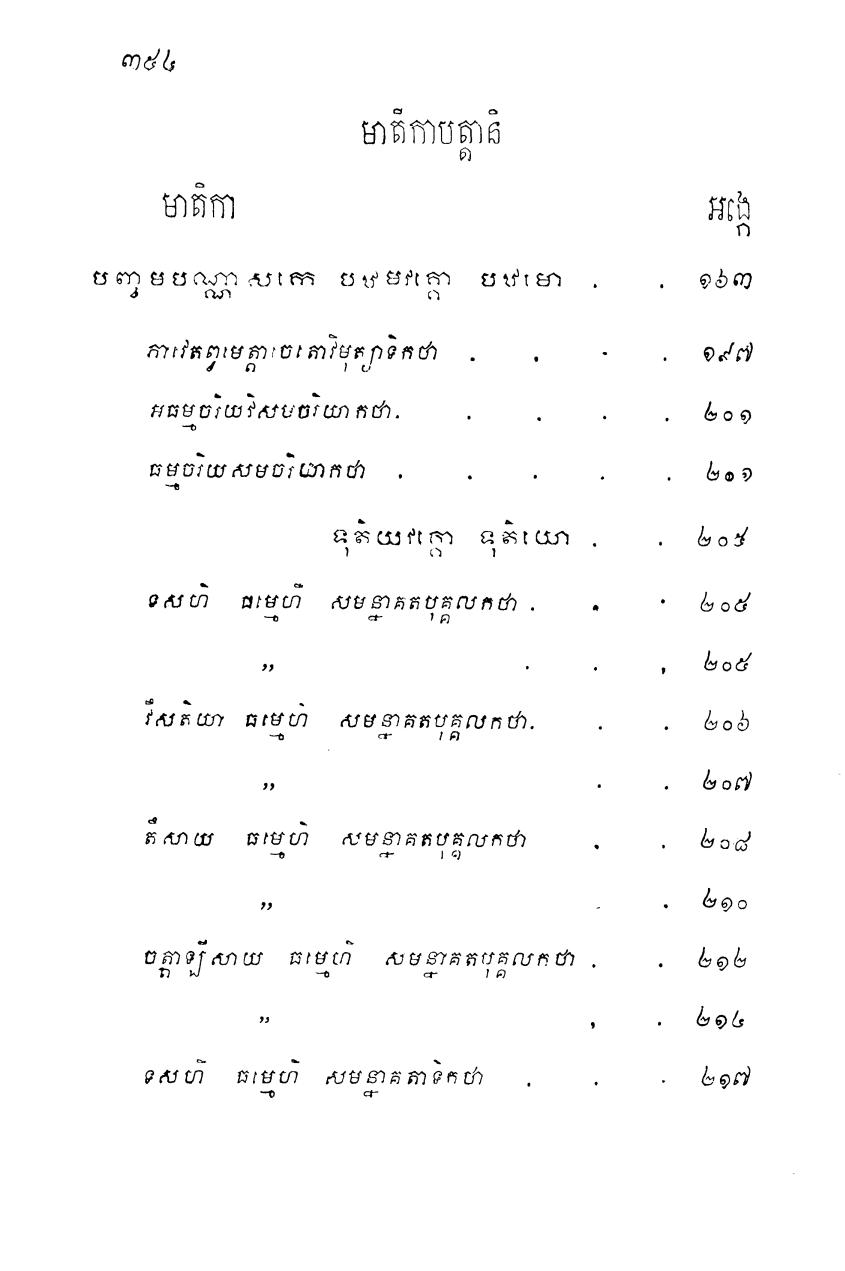 ៣៩៤
មាតិកាបត្តានិ
មាតិកា អង្កេ
បញ្ចមបណ្ណាសកេ បឋមវគ្គោ បឋមោ . . ១៦៣
ភាវេតព្វមេត្តាចេតោវិមុត្យាទិកថា . . . . ១៩៧
អធម្មចរិយវិសមចរិយាកថា . . . . . ២០១
ធម្មចរិយសមចរិយាកថា . . . . . ២០១
ទុតិយវគ្គោ ទុតិយោ . . ២០៥
ទសហិ ធម្មេហិ សមន្នាគតបុគ្គលកថា . . . ២០៥
” . . . ២០៥
វីសតិយា ធម្មេហិ សមន្នាគតបុគ្គលកថា . . . ២០៦
” . . ២០៧
តឹសាយ ធម្មេហិ សមន្នាគតបុគ្គលកថា . . ២០៨
” . . ២១០
ចត្តាឡីសាយ ធម្មេហិ សមន្នាគតបុគ្គលកថា . . ២១២
” . . ២១៤
ទសហិ ធម្មេហិ សមន្នាគតាទិកថា . . . ២១៧